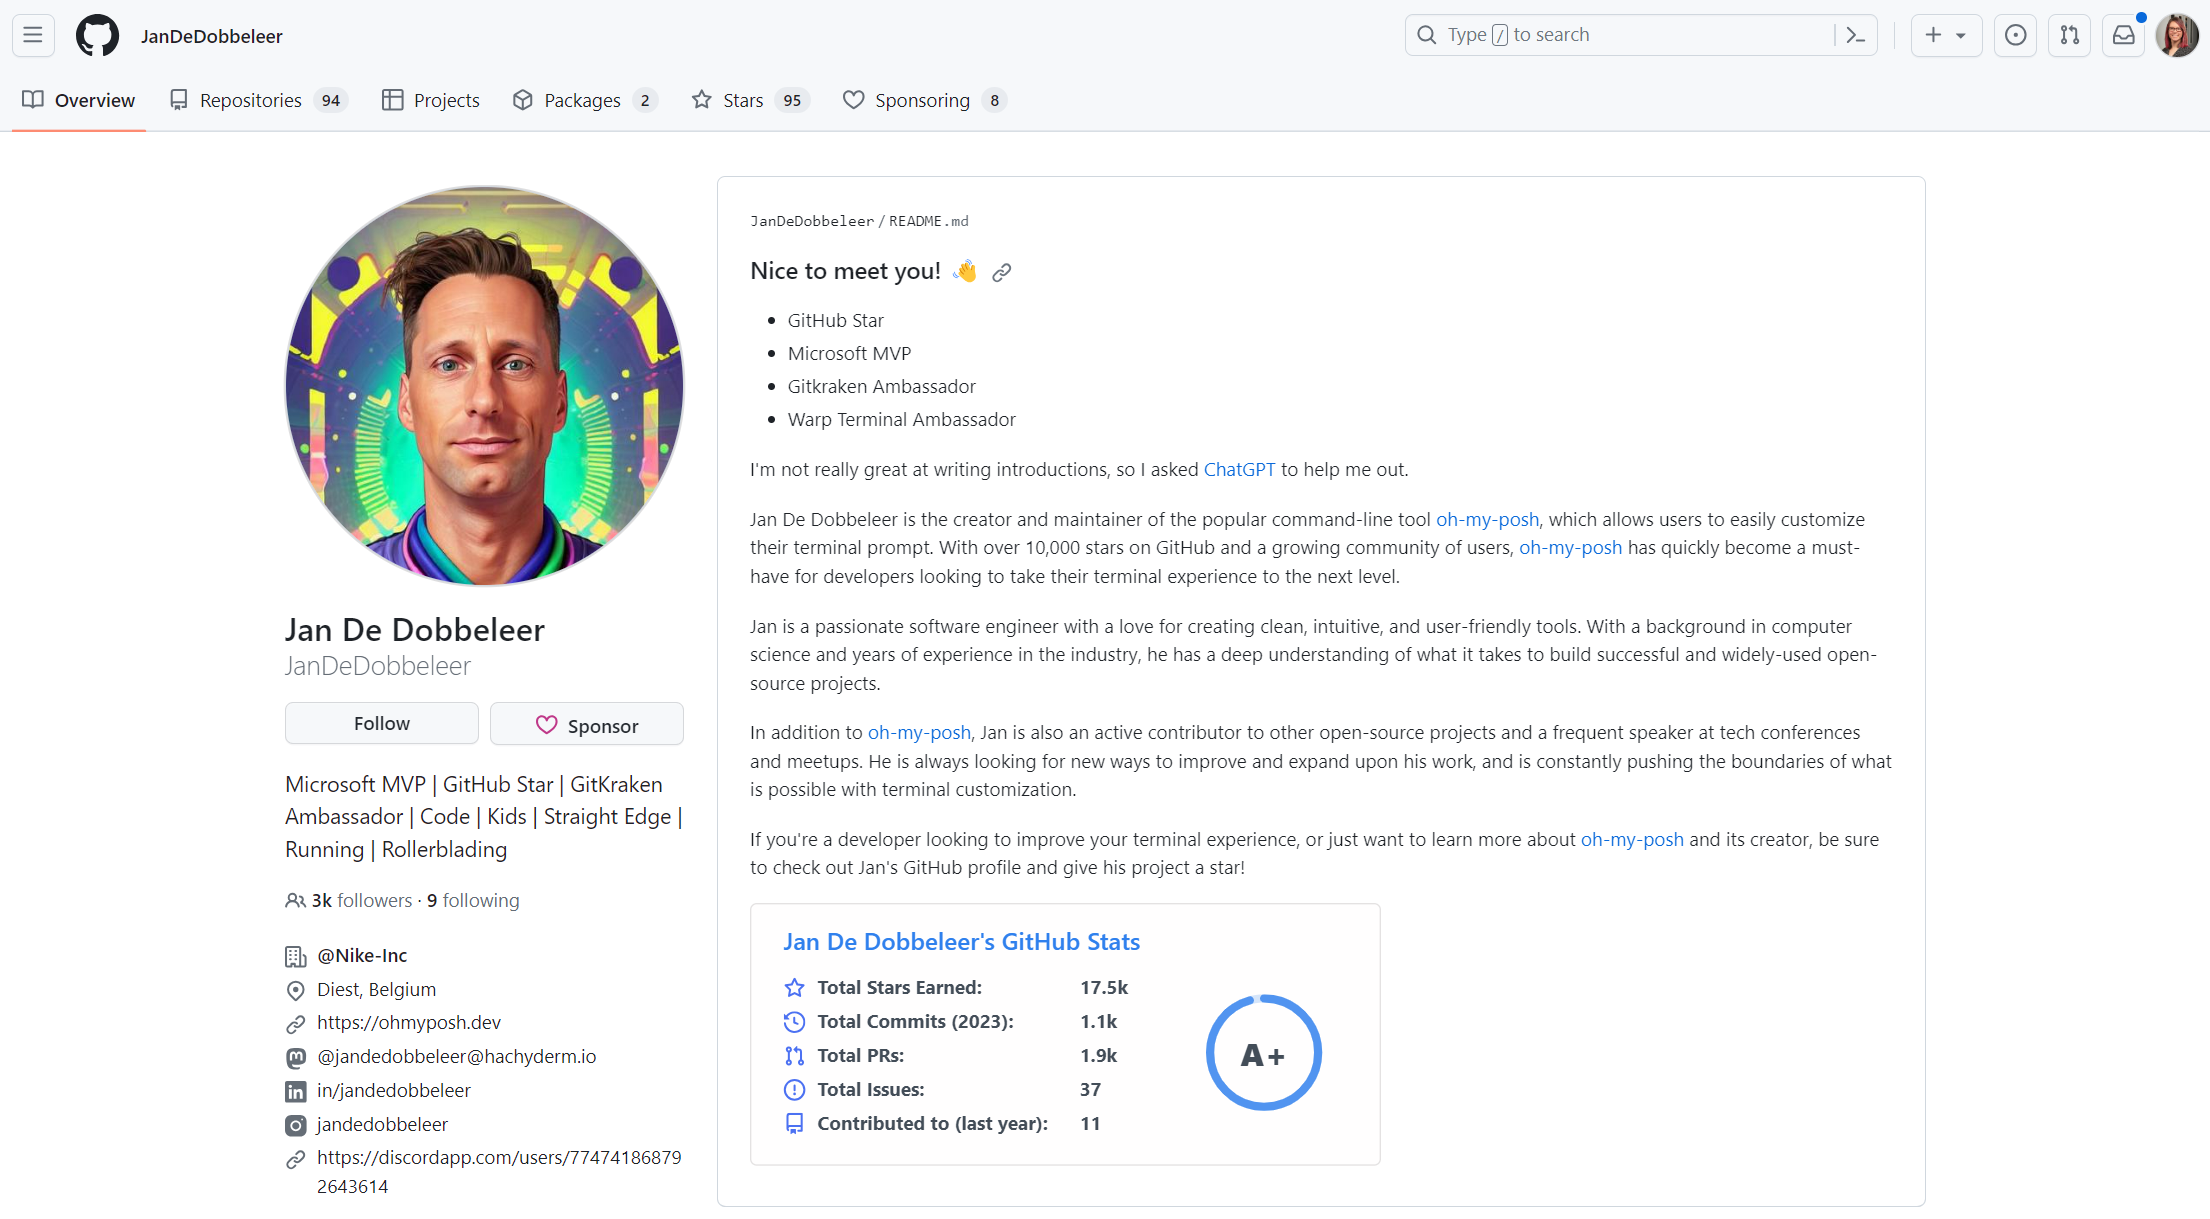 JanDeDobbeleer
Type / to search
Overview
Repositories 94
Projects
Packages 2
Stars 95
Sponsoring 8
Jan De Dobbeleer
JanDeDobbeleer
Follow
Sponsor
Microsoft MVP | GitHub Star | GitKraken
Ambassador | Code | Kids | Straight Edge |
Running | Rollerblading
3k followers · 9 following
@Nike-Inc
Diest, Belgium
https://ohmyposh.dev
@jandedobbeleer@hachyderm.io
in/jandedobbeleer
jandedobbeleer
https://discordapp.com/users/77474186879
2643614
JanDeDobbeleer / README.md
Nice to meet you! 👋
• GitHub Star
• Microsoft MVP
• Gitkraken Ambassador
• Warp Terminal Ambassador
I'm not really great at writing introductions, so I asked ChatGPT to help me out.
Jan De Dobbeleer is the creator and maintainer of the popular command-line tool oh-my-posh, which allows users to easily customize
their terminal prompt. With over 10,000 stars on GitHub and a growing community of users, oh-my-posh has quickly become a must-
have for developers looking to take their terminal experience to the next level.
Jan is a passionate software engineer with a love for creating clean, intuitive, and user-friendly tools. With a background in computer
science and years of experience in the industry, he has a deep understanding of what it takes to build successful and widely-used open-
source projects.
In addition to oh-my-posh, Jan is also an active contributor to other open-source projects and a frequent speaker at tech conferences
and meetups. He is always looking for new ways to improve and expand upon his work, and is constantly pushing the boundaries of what
is possible with terminal customization.
If you're a developer looking to improve your terminal experience, or just want to learn more about oh-my-posh and its creator, be sure
to check out Jan's GitHub profile and give his project a star!
Jan De Dobbeleer's GitHub Stats
Total Stars Earned: 17.5k
Total Commits (2023): 1.1k
Total PRs: 1.9k
Total Issues: 37
Contributed to (last year): 11
A+